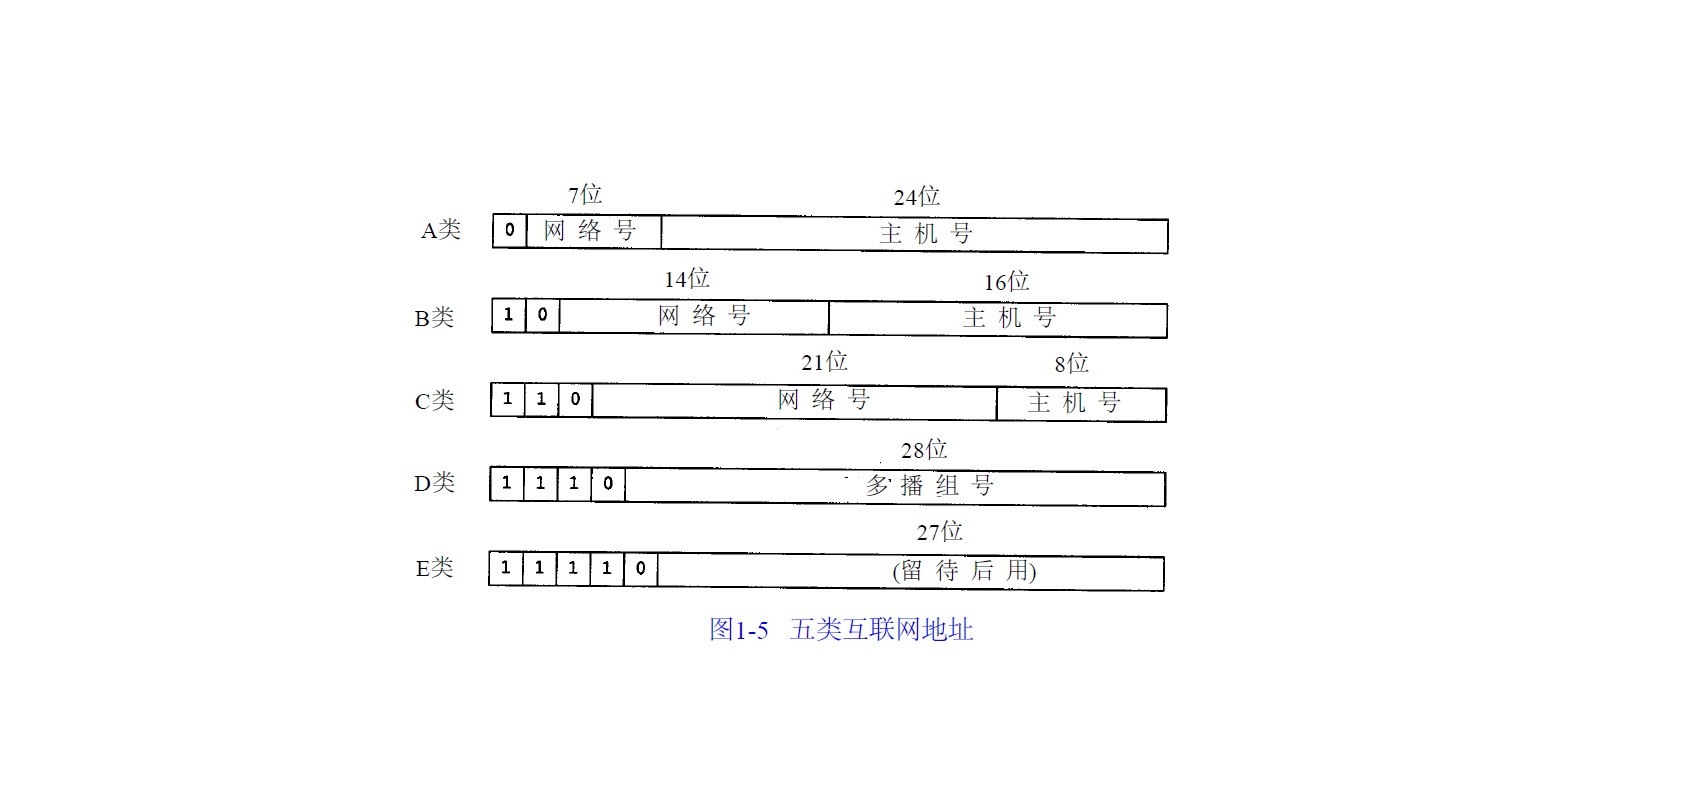 7位 24位
A类 0 网络号 主机号
14位 16位
B类 1 0 网络号 主机号
21位 8位
C类 1 1 0 网络号 主机号
28位
D类 1 1 1 0 多播组号
27位
E类 1 1 1 1 0 (留待后用)
图1-5 五类互联网地址